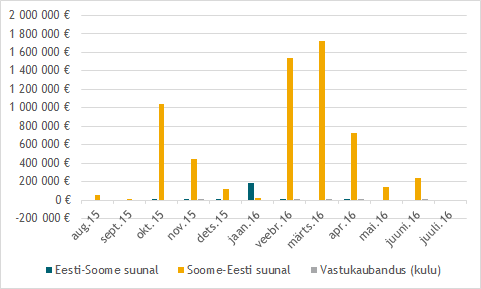 2 000 000 €
1 800 000 €
1 600 000 €
1 400 000 €
1 200 000 €
1 000 000 €
800 000 €
600 000 €
400 000 €
200 000 €
0 €
-200 000 €
aug.15
sept.15
okt.15
nov.15
dets.15
jaan.16
veebr.16
märts.16
apr.16
mai.16
juuni.16
juuli.16
Eesti-Soome suunal
Soome-Eesti suunal
Vastukaubandus (kulu)